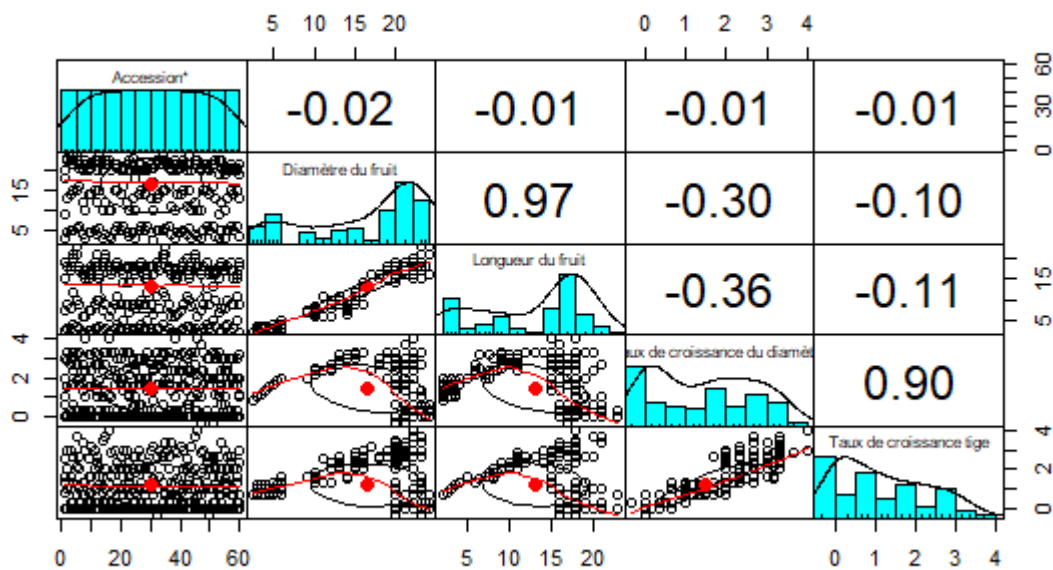 5 10 15 20
0 1 2 3 4
Accession*
-0.02
-0.01
-0.01
-0.01
0 30 60
5 15
Diamètre du fruit
0.97
-0.30
-0.10
Longueur du fruit
-0.36
-0.11
5 15
0 2 4
ux de croissance du diamèt
0.90
Taux de croissance tige
0 2 4
0 20 40 60
5 10 15 20
0 1 2 3 4